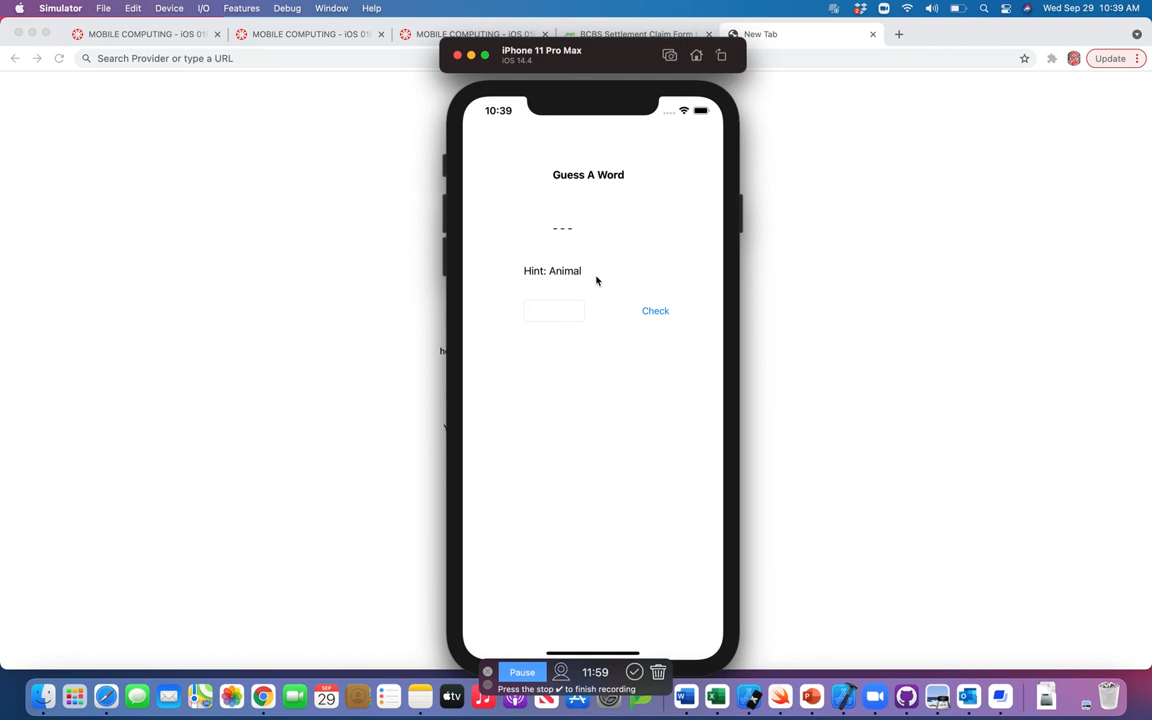 Simulator File Edit Device I/O Features Debug Window Help Wed Sep 29 10:39 AM
MOBILE COMPUTING - iOS 01 MOBILE COMPUTING - iOS 01 MOBILE COMPUTING - iOS 01 BCBS Settlement Claim Form New Tab
iPhone 11 Pro Max
iOS 14.4
Search Provider or type a URL
Update
10:39
Guess A Word
- - -
Hint: Animal
Check
Pause 11:59
Press the stop ✔ to finish recording
SEP
29
tv